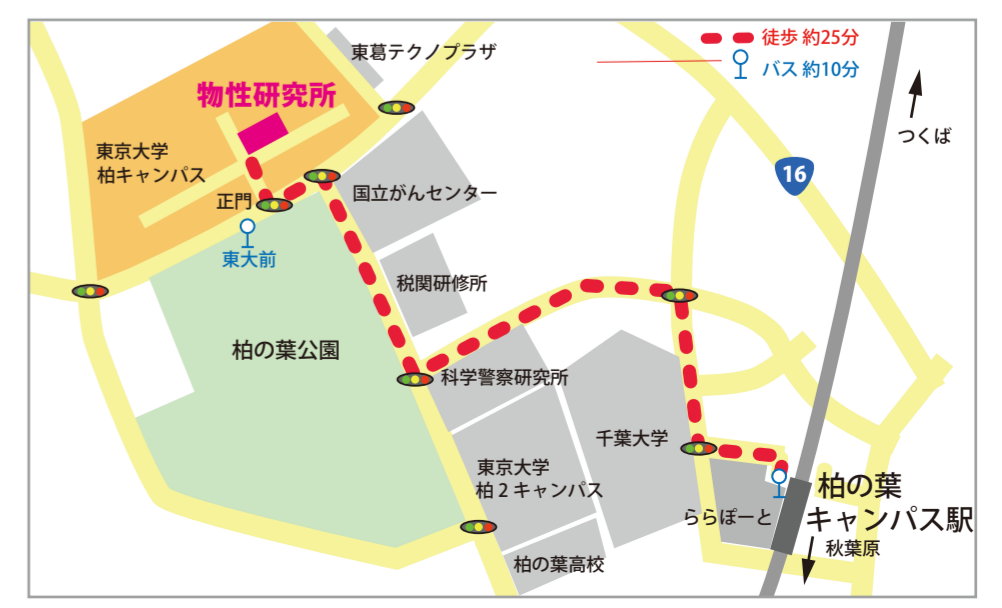 東葛テクノプラザ
徒歩 約25分
バス 約10分
物性研究所
つくば
東京大学
柏キャンパス
16
正門
国立がんセンター
東大前
税関研修所
柏の葉公園
科学警察研究所
千葉大学
東京大学
柏2キャンパス
ららぽーと
柏の葉
キャンパス駅
秋葉原
柏の葉高校